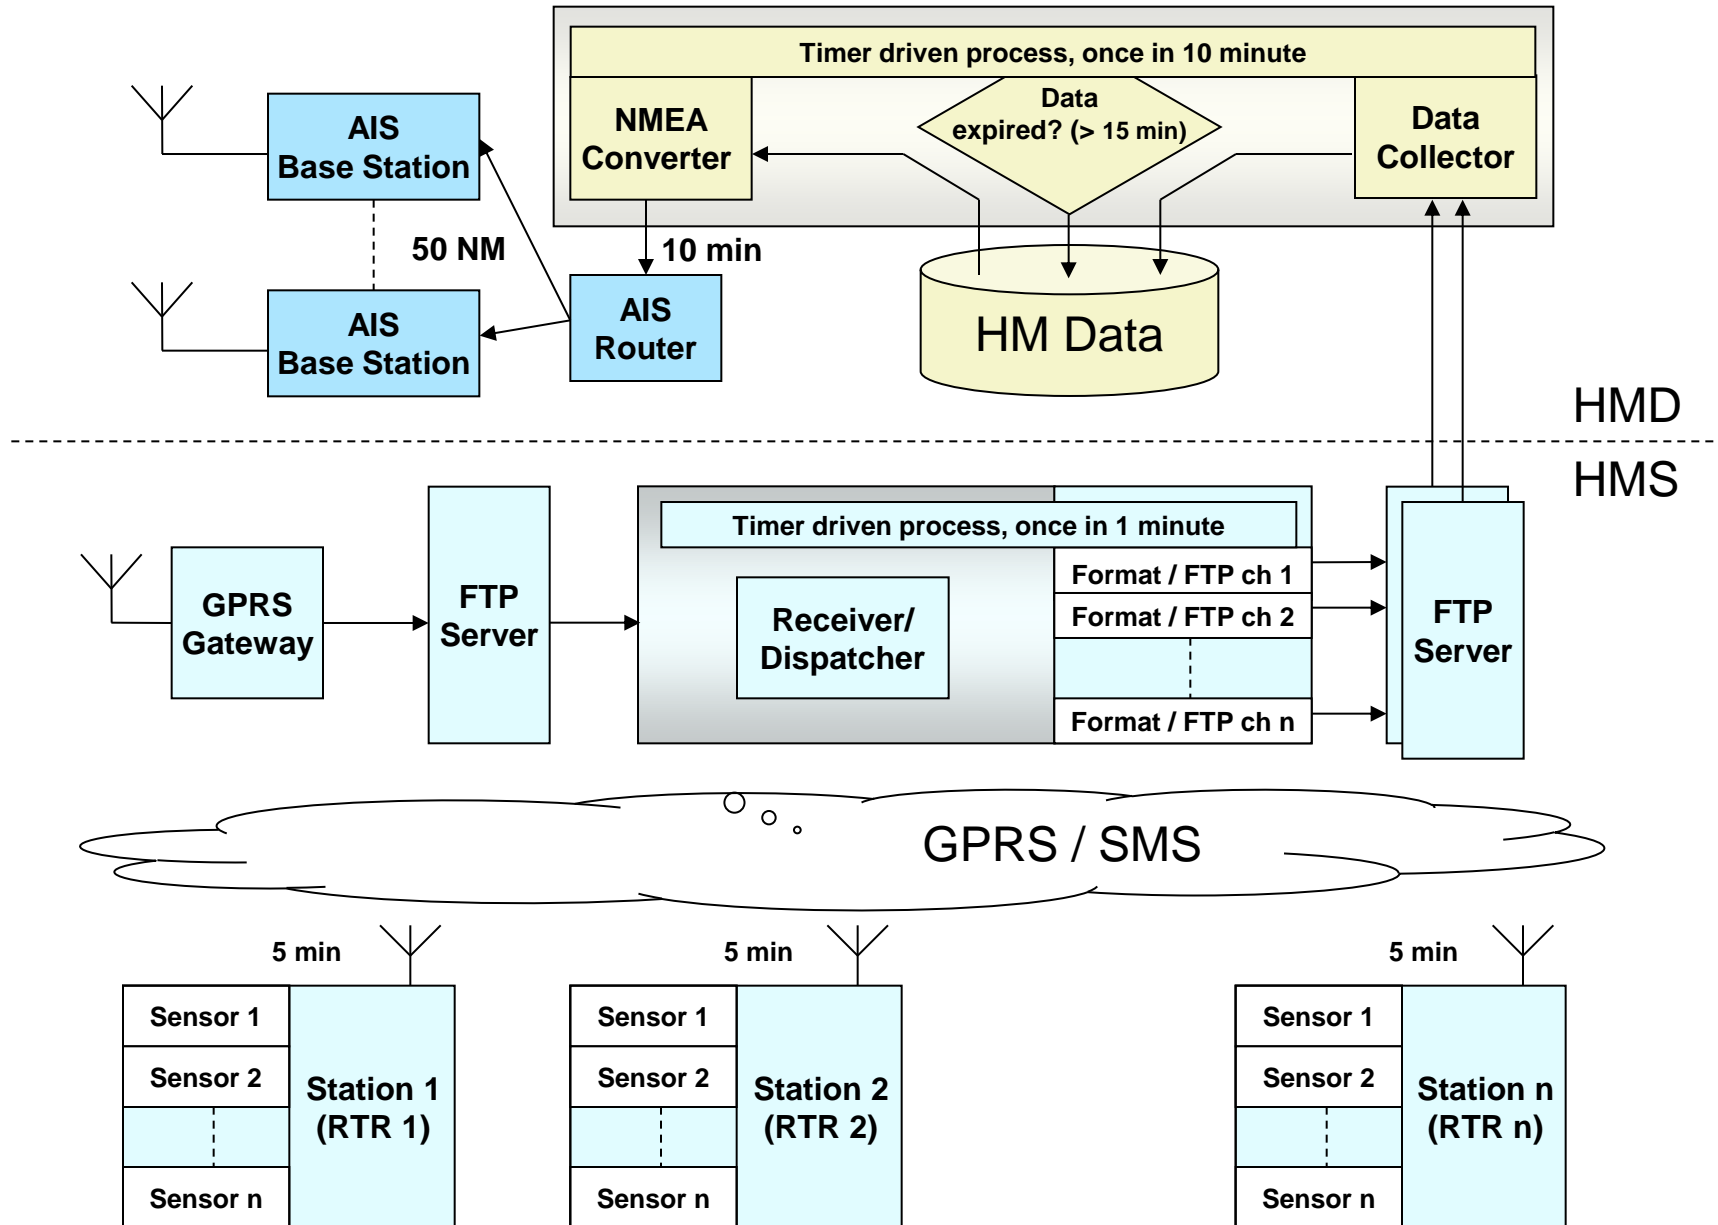 Timer driven process, once in 10 minute
AIS
Base Station
NMEA
Converter
Data
expired? (> 15 min)
Data
Collector
50 NM
10 min
AIS
Base Station
AIS
Router
HM Data
HMD
HMS
GPRS
Gateway
FTP
Server
Timer driven process, once in 1 minute
Receiver/
Dispatcher
Format / FTP ch 1
Format / FTP ch 2
Format / FTP ch n
FTP
Server
GPRS / SMS
5 min
Sensor 1
Sensor 2
Sensor n
Station 1
(RTR 1)
5 min
Sensor 1
Sensor 2
Sensor n
Station 2
(RTR 2)
5 min
Sensor 1
Sensor 2
Sensor n
Station n
(RTR n)